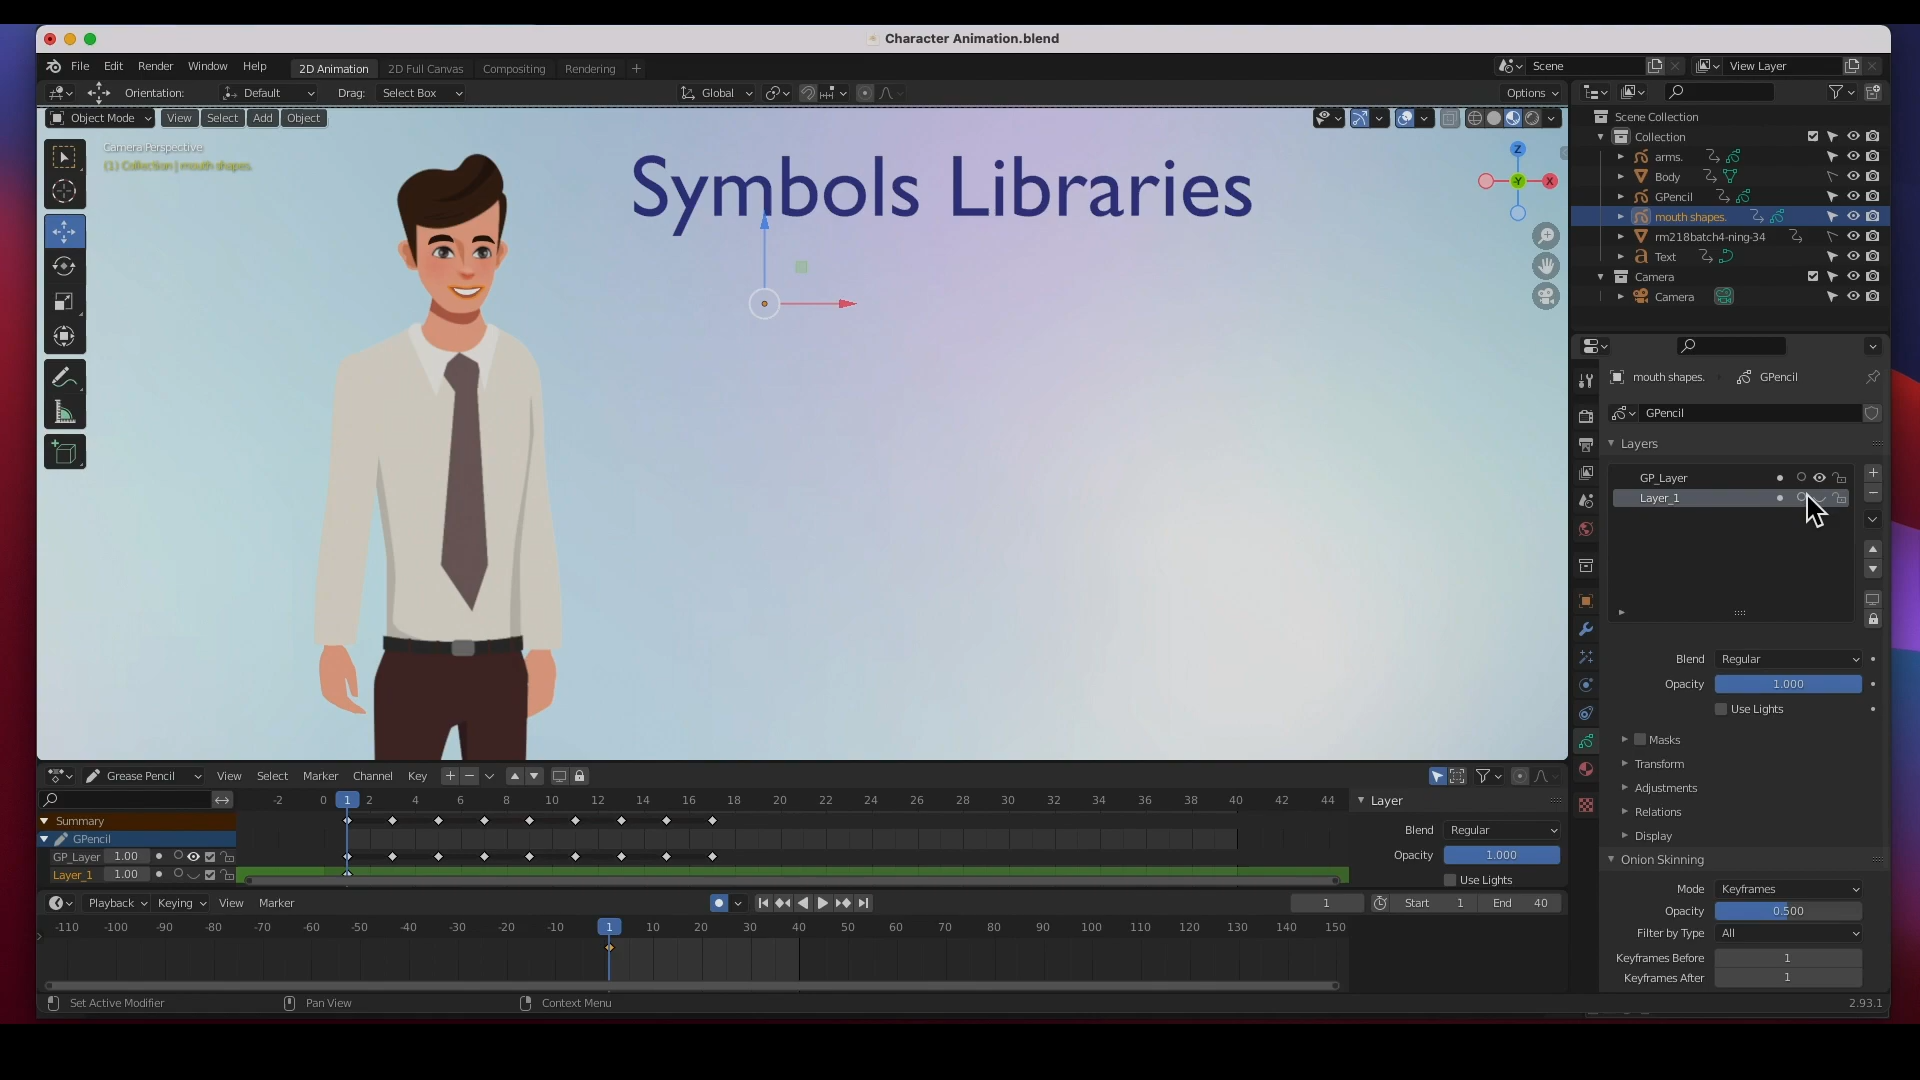 Character Animation.blend
File Edit Render Window Help 2D Animation 2D Full Canvas Compositing Rendering + Scene View Layer
Orientation: Default Drag: Select Box Global Options
Object Mode View Select Add Object
Camera Perspective
(1) Collection | mouth shapes.
Symbols Libraries
Z
-Y
X
Scene Collection
Collection
arms.
Body
GPencil
mouth shapes.
rm218batch4-ning-34
Text
Camera
Camera
mouth shapes. GPencil
GPencil
Layers
GP_Layer
Layer_1
Blend Regular
Opacity 1.000
Use Lights
Masks
Transform
Adjustments
Relations
Display
Onion Skinning
Mode Keyframes
Opacity 0.500
Filter by Type All
Keyframes Before 1
Keyframes After 1
Grease Pencil View Select Marker Channel Key
-2 0 1 2 4 6 8 10 12 14 16 18 20 22 24 26 28 30 32 34 36 38 40 42 44
Summary
GPencil
GP_Layer 1.00
Layer_1 1.00
Layer
Blend Regular
Opacity 1.000
Use Lights
Playback Keying View Marker 1 Start 1 End 40
-110 -100 -90 -80 -70 -60 -50 -40 -30 -20 -10 1 10 20 30 40 50 60 70 80 90 100 110 120 130 140 150
Set Active Modifier Pan View Context Menu 2.93.1